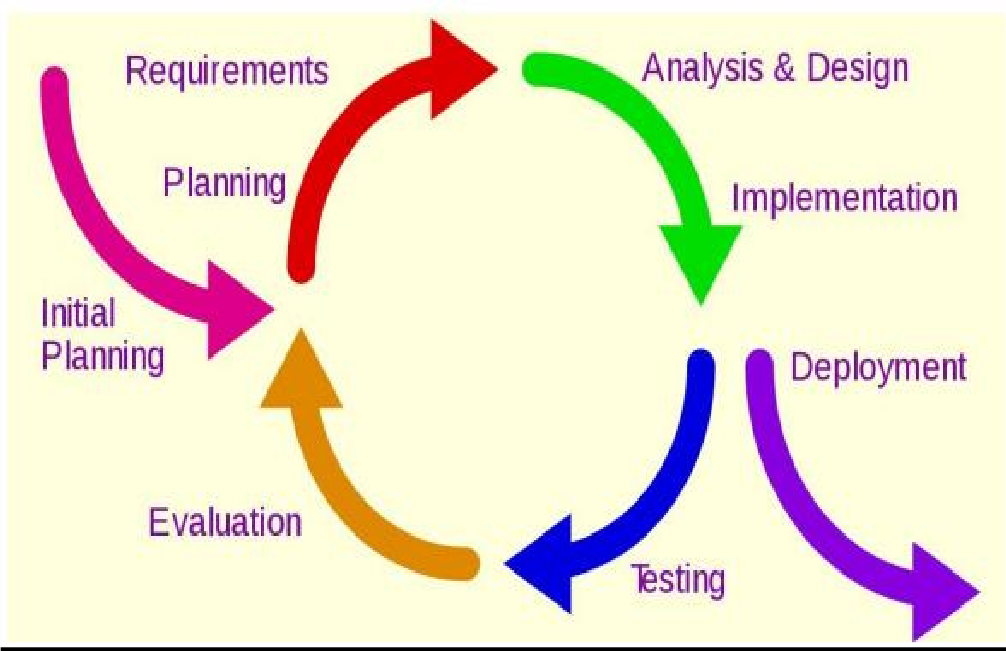 Requirements
Analysis & Design
Planning
Implementation
Initial
Planning
Deployment
Evaluation
Testing